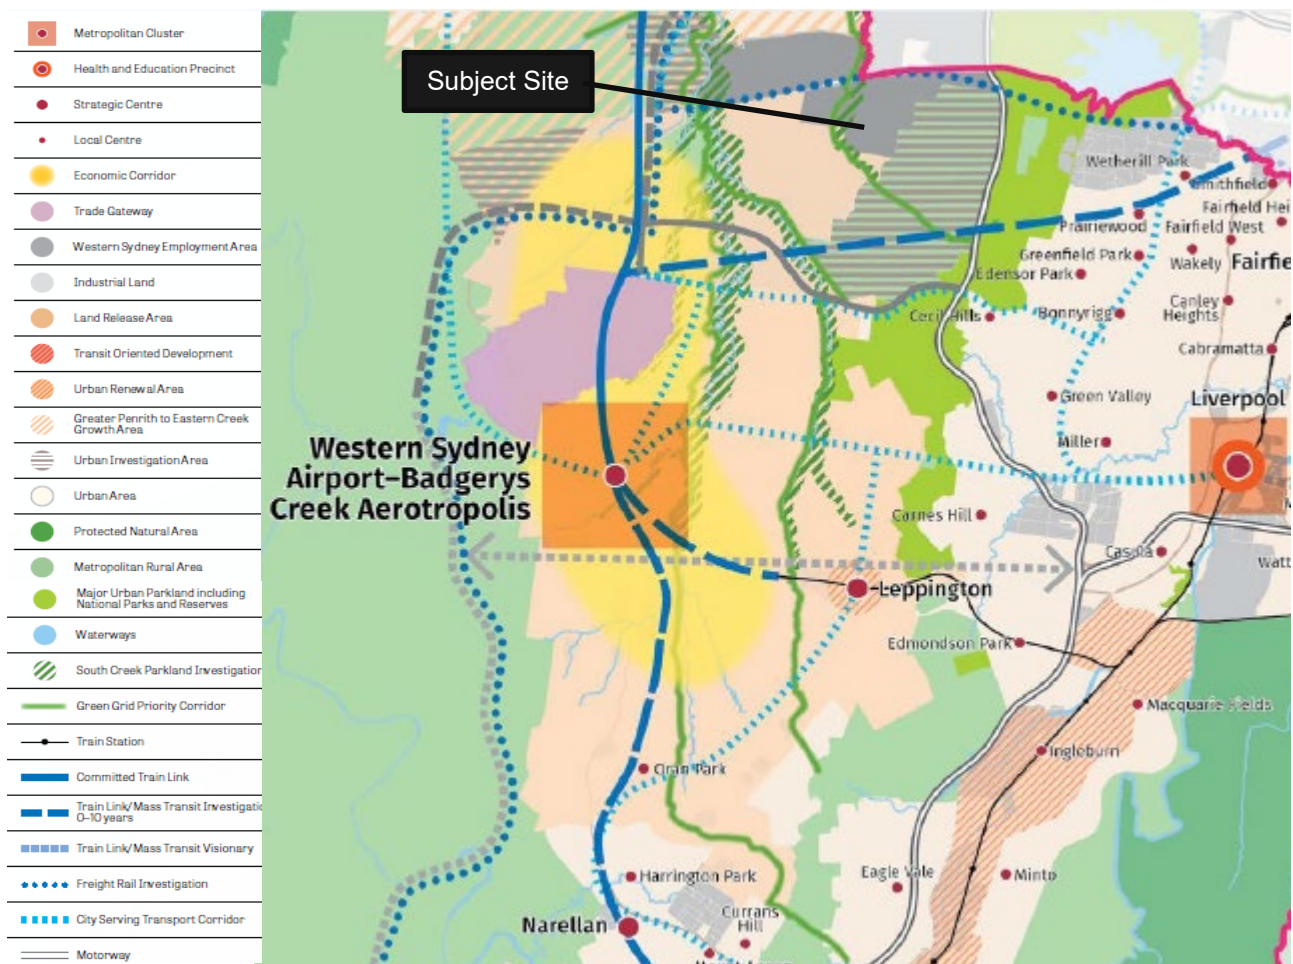 Metropolitan Cluster
Health and Education Precinct
Strategic Centre
Local Centre
Economic Corridor
Trade Gateway
Western Sydney Employment Area
Industrial Land
Land Release Area
Transit Oriented Development
Urban Renewal Area
Greater Penrith to Eastern Creek
Growth Area
Urban Investigation Area
Urban Area
Protected Natural Area
Metropolitan Rural Area
Major Urban Parkland including
National Parks and Reserves
Waterways
South Creek Parkland Investigation
Green Grid Priority Corridor
Train Station
Committed Train Link
Train Link/Mass Transit Investigatio
0–10 years
Train Link/Mass Transit Visionary
Freight Rail Investigation
City Serving Transport Corridor
Motorway
Subject Site
Wetherill Park
Smithfield
Fairfield Hei
Prairiewood
Fairfield West
Greenfield Park
Wakely
Fairfie
Edensor Park
Canley
Heights
Cecil Hills
Bonnyrigg
Cabramatta
Green Valley
Liverpool
Miller
Western Sydney
Airport–Badgerys
Creek Aerotropolis
Carnes Hill
Casula
Watt
Leppington
Edmondson Park
Macquarie Fields
Ingleburn
Oran Park
Harrington Park
Eagle Vale
Minto
Currans
Hill
Narellan